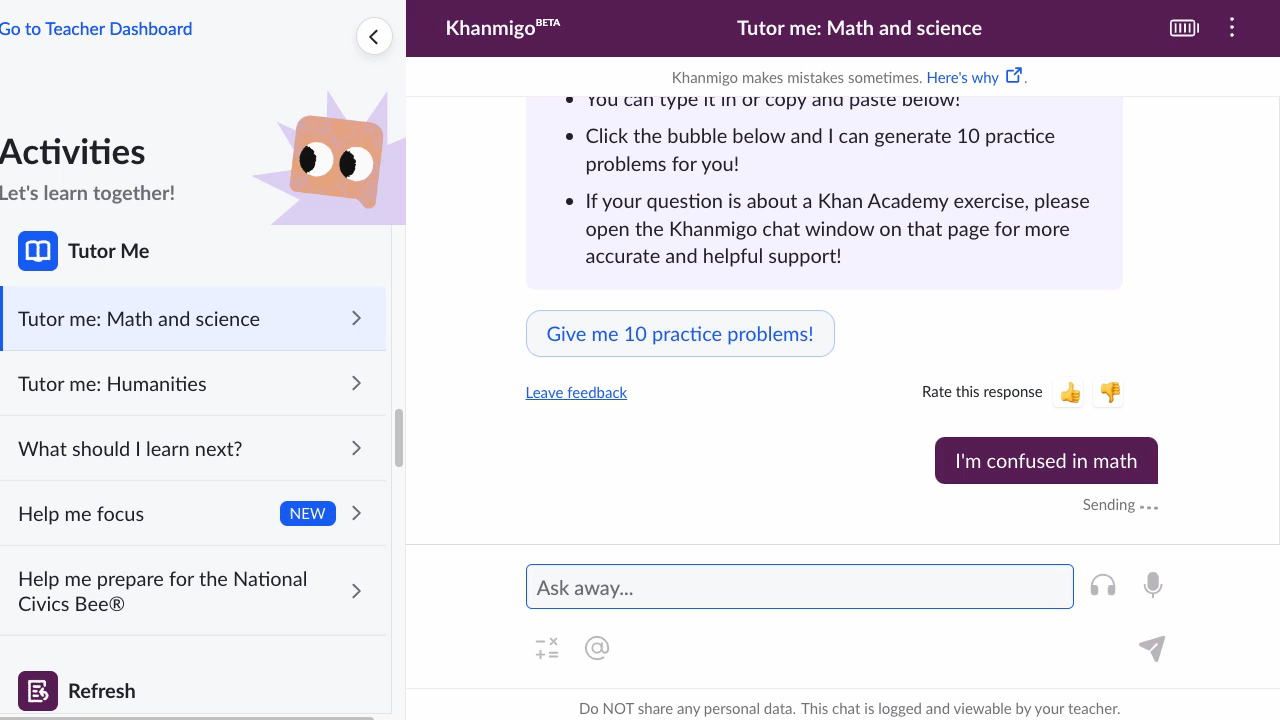 Go to Teacher Dashboard
Activities
Let's learn together!
Tutor Me
Tutor me: Math and science
Tutor me: Humanities
What should I learn next?
Help me focus
NEW
Help me prepare for the National
Civics Bee®
Refresh
KhanmigoBETA
Tutor me: Math and science
Khanmigo makes mistakes sometimes. Here's why .
• You can type it in or copy and paste below!
• Click the bubble below and I can generate 10 practice
problems for you!
• If your question is about a Khan Academy exercise, please
open the Khanmigo chat window on that page for more
accurate and helpful support!
Give me 10 practice problems!
Leave feedback
Rate this response
I'm confused in math
Sending
Ask away...
Do NOT share any personal data. This chat is logged and viewable by your teacher.